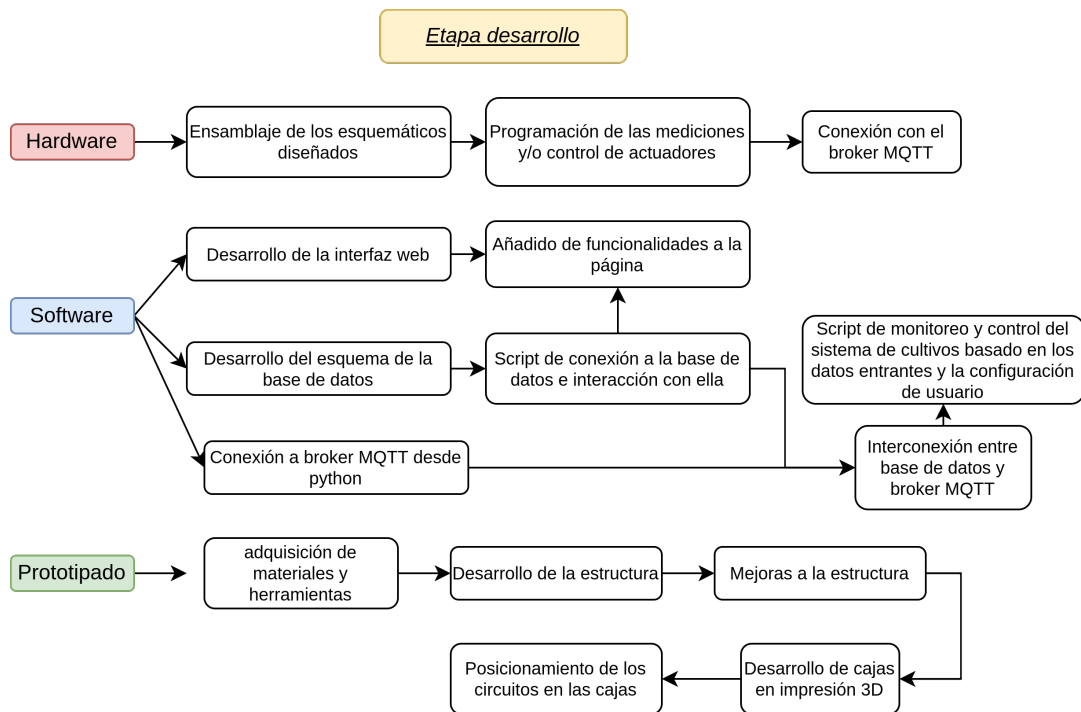 Etapa desarrollo
Hardware
Ensamblaje de los esquemáticos
diseñados
Programación de las mediciones
y/o control de actuadores
Conexión con el
broker MQTT
Software
Desarrollo de la interfaz web
Añadido de funcionalidades a la
página
Desarrollo del esquema de la
base de datos
Script de conexión a la base de
datos e interacción con ella
Script de monitoreo y control del
sistema de cultivos basado en los
datos entrantes y la configuración
de usuario
Conexión a broker MQTT desde
python
Interconexión entre
base de datos y
broker MQTT
Prototipado
adquisición de
materiales y
herramientas
Desarrollo de la estructura
Mejoras a la estructura
Posicionamiento de los
circuitos en las cajas
Desarrollo de cajas
en impresión 3D